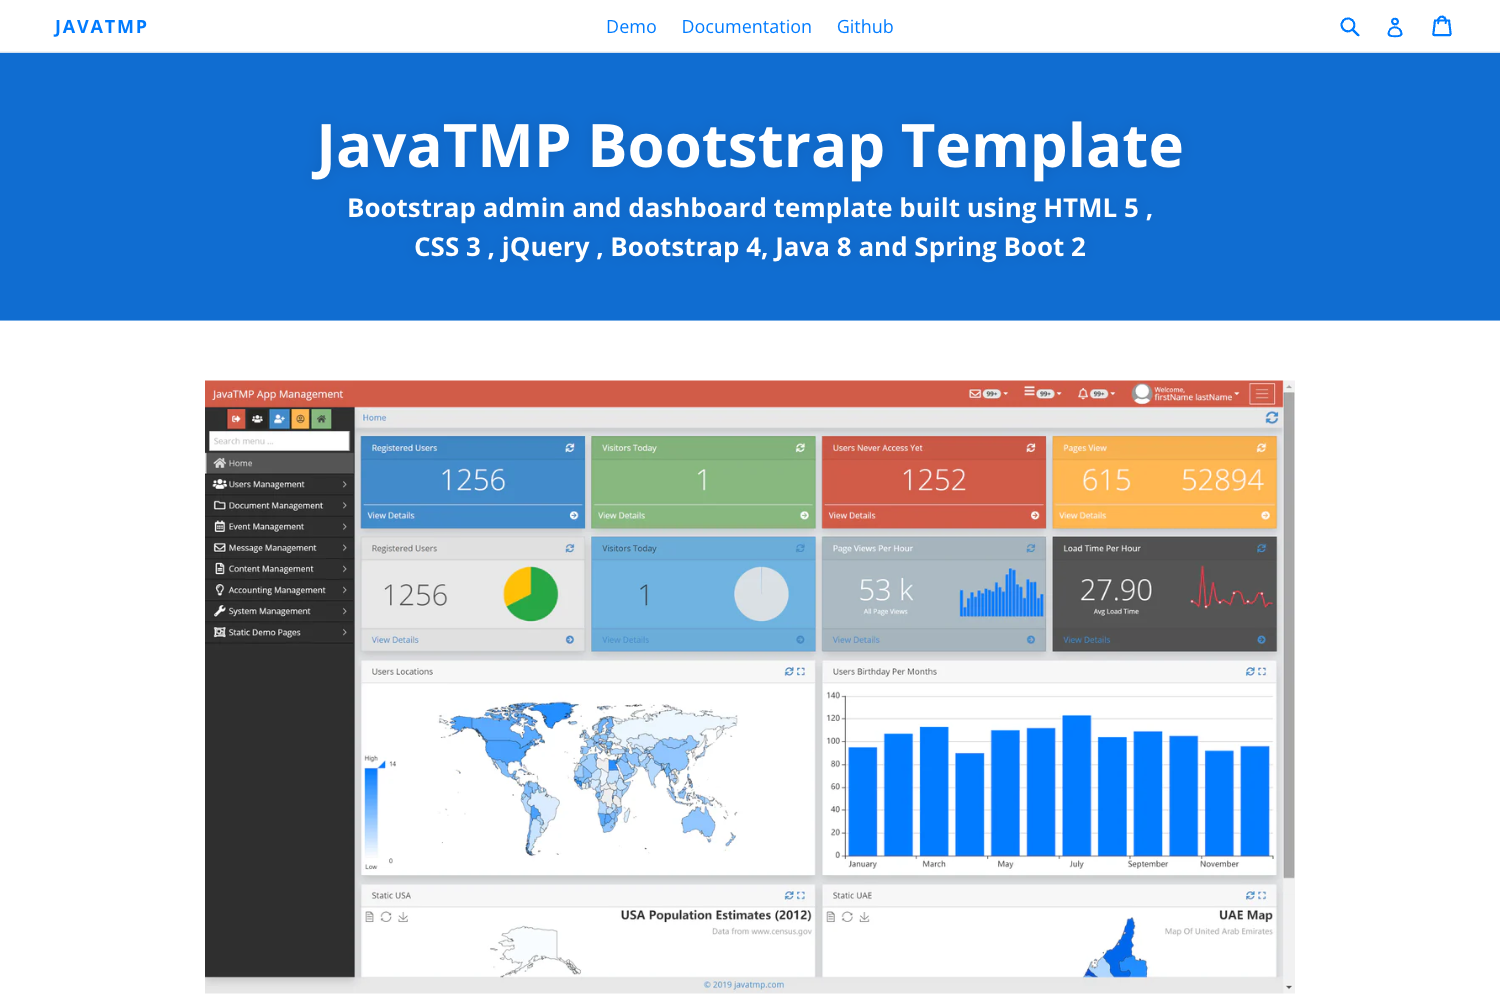 JAVATMP
Demo Documentation Github
JavaTMP Bootstrap Template
Bootstrap admin and dashboard template built using HTML 5 ,
CSS 3 , jQuery , Bootstrap 4, Java 8 and Spring Boot 2
JavaTMP App Management
99+ 99+ 99+
Welcome,
firstName lastName
Search menu ...
Home
Users Management
Document Management
Event Management
Message Management
Content Management
Accounting Management
System Management
Static Demo Pages
Home
Registered Users
1256
View Details
Visitors Today
1
View Details
Users Never Access Yet
1252
View Details
Pages View
615 52894
View Details
Registered Users
1256
View Details
Visitors Today
1
View Details
Page Views Per Hour
53 k
All Page Views
View Details
Load Time Per Hour
27.90
Avg Load Time
View Details
Users Locations
High
14
0
Low
Users Birthday Per Months
140
120
100
80
60
40
20
0
January March May July September November
Static USA
USA Population Estimates (2012)
Data from www.census.gov
Static UAE
UAE Map
Map Of United Arab Emirates
© 2019 javatmp.com